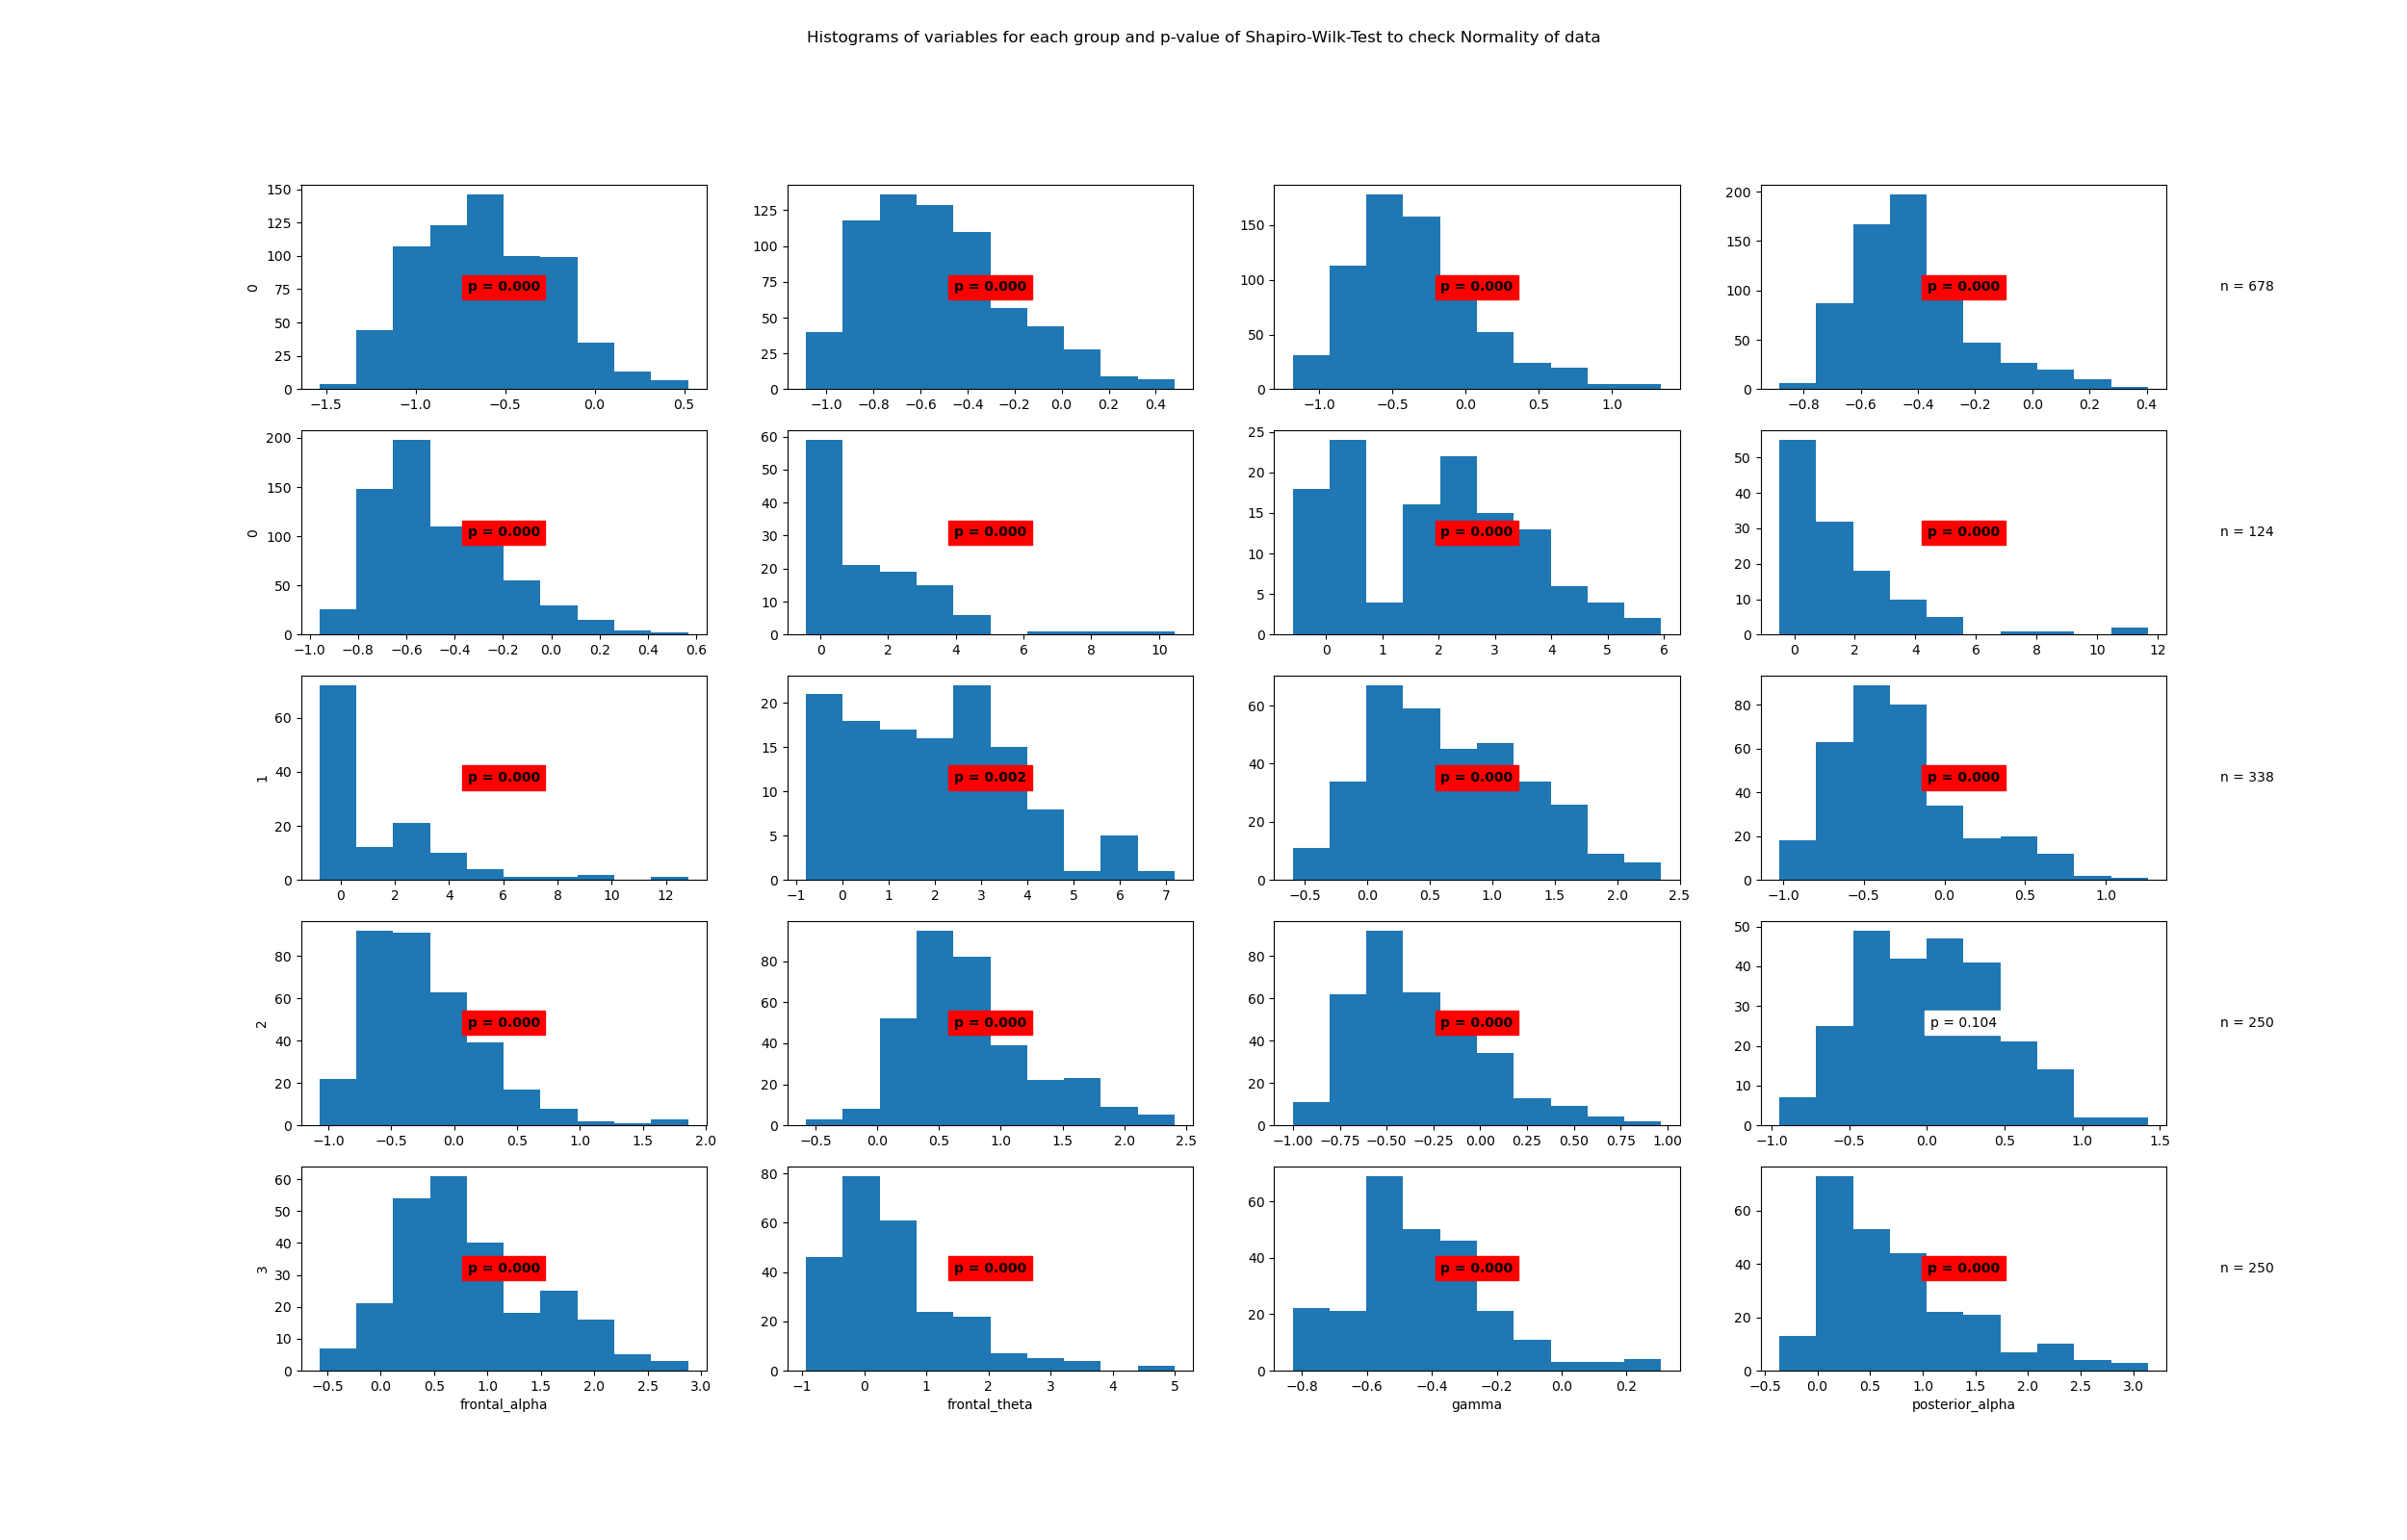 Histograms of variables for each group and p-value of Shapiro-Wilk-Test to check Normality of data
150
125
100
75
50
25
0
0
p = 0.000
−1.5 −1.0 −0.5 0.0 0.5
125
100
75
50
25
0
p = 0.000
−1.0 −0.8 −0.6 −0.4 −0.2 0.0 0.2 0.4
150
100
50
0
p = 0.000
−1.0 −0.5 0.0 0.5 1.0
200
150
100
50
0
p = 0.000
−0.8 −0.6 −0.4 −0.2 0.0 0.2 0.4
n = 678
200
150
100
50
0
0
p = 0.000
−1.0 −0.8 −0.6 −0.4 −0.2 0.0 0.2 0.4 0.6
60
50
40
30
20
10
0
p = 0.000
0 2 4 6 8 10
25
20
15
10
5
0
p = 0.000
0 1 2 3 4 5 6
50
40
30
20
10
0
p = 0.000
0 2 4 6 8 10 12
n = 124
60
40
20
0
1
p = 0.000
0 2 4 6 8 10 12
20
15
10
5
0
p = 0.002
−1 0 1 2 3 4 5 6 7
60
40
20
0
p = 0.000
−0.5 0.0 0.5 1.0 1.5 2.0 2.5
80
60
40
20
0
p = 0.000
−1.0 −0.5 0.0 0.5 1.0
n = 338
80
60
40
20
0
2
p = 0.000
−1.0 −0.5 0.0 0.5 1.0 1.5 2.0
80
60
40
20
0
p = 0.000
−0.5 0.0 0.5 1.0 1.5 2.0 2.5
80
60
40
20
0
p = 0.000
−1.00 −0.75 −0.50 −0.25 0.00 0.25 0.50 0.75 1.00
50
40
30
20
10
0
p = 0.104
−1.0 −0.5 0.0 0.5 1.0 1.5
n = 250
60
50
40
30
20
10
0
3
p = 0.000
−0.5 0.0 0.5 1.0 1.5 2.0 2.5 3.0
frontal_alpha
80
60
40
20
0
p = 0.000
−1 0 1 2 3 4 5
frontal_theta
60
40
20
0
p = 0.000
−0.8 −0.6 −0.4 −0.2 0.0 0.2
gamma
60
40
20
0
p = 0.000
−0.5 0.0 0.5 1.0 1.5 2.0 2.5 3.0
posterior_alpha
n = 250